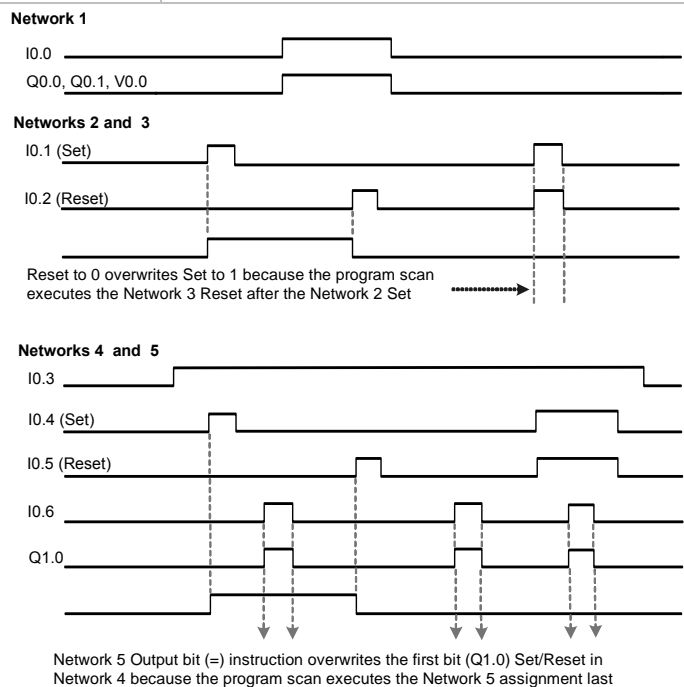 Network 1
I0.0
Q0.0, Q0.1, V0.0
Networks 2 and 3
I0.1 (Set)
I0.2 (Reset)
Reset to 0 overwrites Set to 1 because the program scan
executes the Network 3 Reset after the Network 2 Set
Networks 4 and 5
I0.3
I0.4 (Set)
I0.5 (Reset)
I0.6
Q1.0
Network 5 Output bit (=) instruction overwrites the first bit (Q1.0) Set/Reset in
Network 4 because the program scan executes the Network 5 assignment last